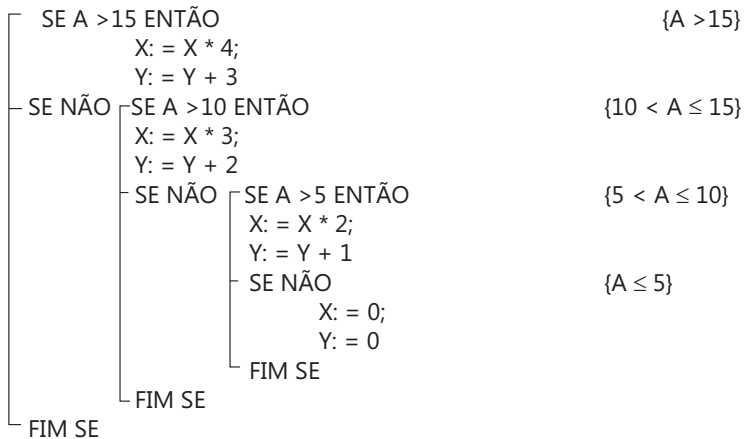 SE A >15 ENTÃO {A >15}
X: = X * 4;
Y: = Y + 3
SE NÃO SE A >10 ENTÃO {10 < A ≤ 15}
X: = X * 3;
Y: = Y + 2
SE NÃO SE A >5 ENTÃO {5 < A ≤ 10}
X: = X * 2;
Y: = Y + 1
SE NÃO {A ≤ 5}
X: = 0;
Y: = 0
FIM SE
FIM SE
FIM SE